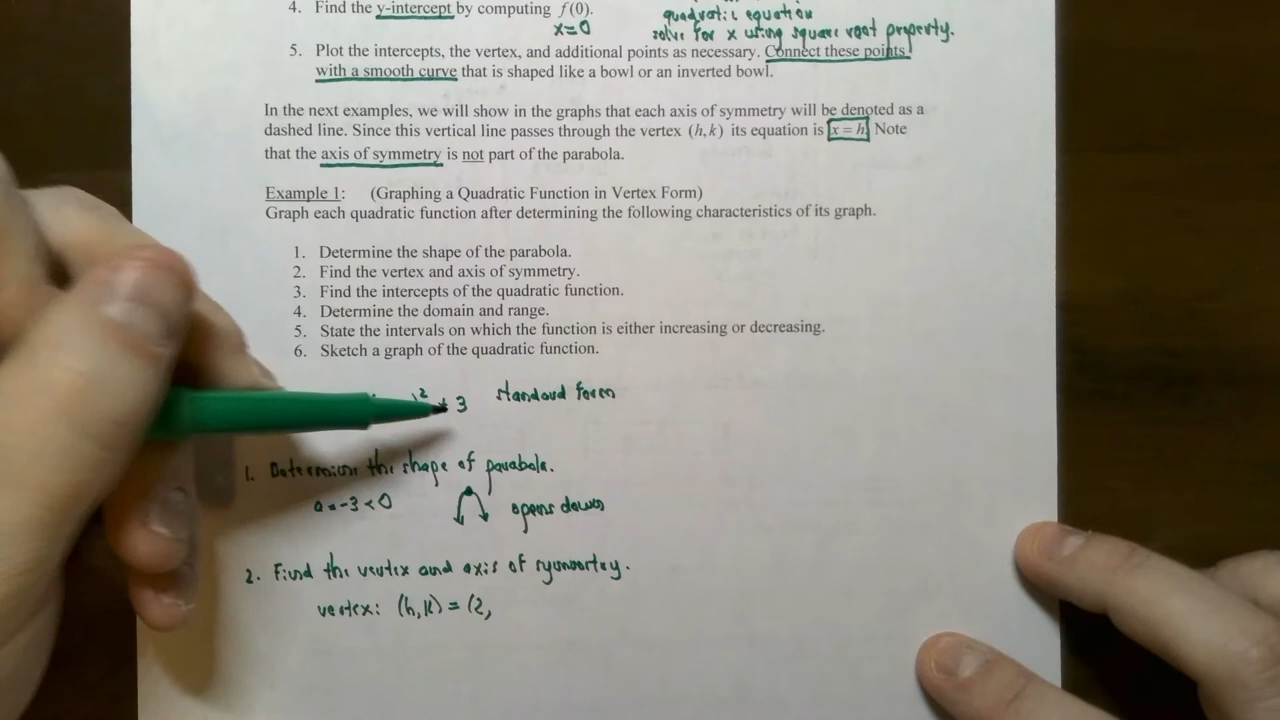 4. Find the y-intercept by computing f(0).
x=0
quadratic equation
solve for x using square root property.
5. Plot the intercepts, the vertex, and additional points as necessary. Connect these points
with a smooth curve that is shaped like a bowl or an inverted bowl.
In the next examples, we will show in the graphs that each axis of symmetry will be denoted as a
dashed line. Since this vertical line passes through the vertex (h,k) its equation is x = h. Note
that the axis of symmetry is not part of the parabola.
Example 1: (Graphing a Quadratic Function in Vertex Form)
Graph each quadratic function after determining the following characteristics of its graph.
1. Determine the shape of the parabola.
2. Find the vertex and axis of symmetry.
3. Find the intercepts of the quadratic function.
4. Determine the domain and range.
5. State the intervals on which the function is either increasing or decreasing.
6. Sketch a graph of the quadratic function.
)² + 3 standard form
1. Determine the shape of parabola.
a = -3 < 0 opens down
2. Find the vertex and axis of symmetry.
vertex: (h,k) = (2,